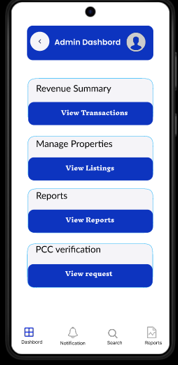 Admin Dashbord
Revenue Summary
View Transactions
Manage Properties
View Listings
Reports
View Reports
PCC verification
View request
Dashboard Notification Search Reports